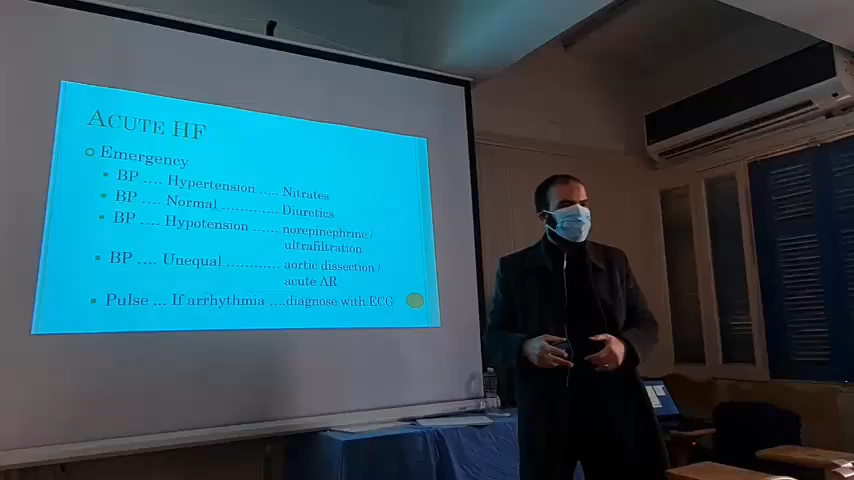 ACUTE HF
Emergency
BP .... Hypertension ..... Nitrates
BP .... Normal ............. Diuretics
BP .... Hypotension ...... norepinephrine /
ultrafiltration
BP .... Unequal ............ aortic dissection /
acute AR
Pulse ... If arrhythmia ....diagnose with ECG